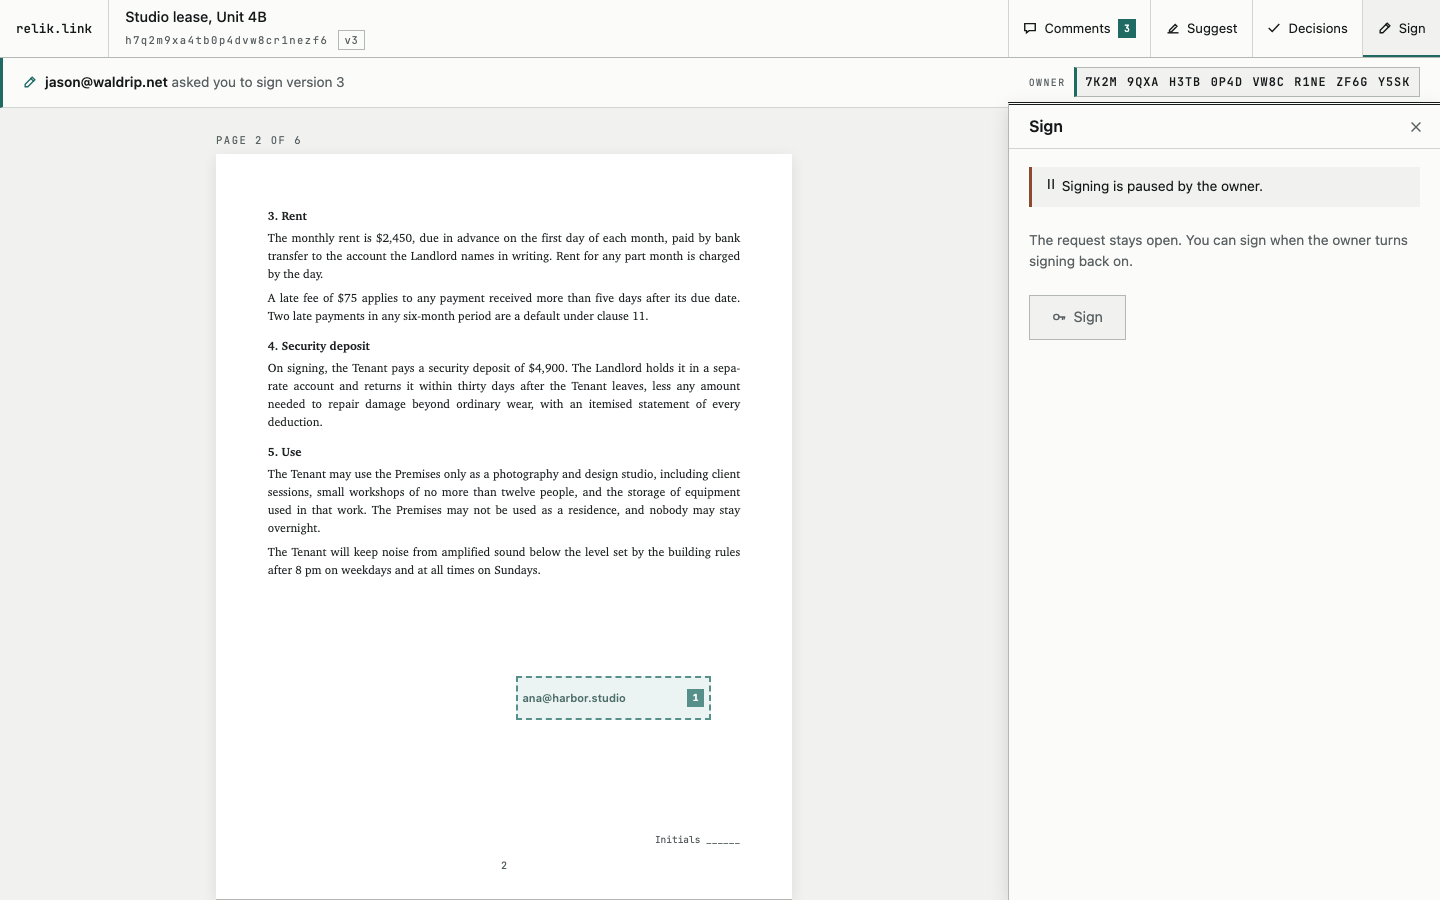 relik.link
Studio lease, Unit 4B
h7q2m9xa4tb0p4dvw8cr1nezf6 v3
Comments 3
Suggest
Decisions
Sign
jason@waldrip.net asked you to sign version 3
OWNER 7K2M 9QXA H3TB 0P4D VW8C R1NE ZF6G Y5SK
PAGE 2 OF 6
3. Rent
The monthly rent is $2,450, due in advance on the first day of each month, paid by bank
transfer to the account the Landlord names in writing. Rent for any part month is charged
by the day.
A late fee of $75 applies to any payment received more than five days after its due date.
Two late payments in any six-month period are a default under clause 11.
4. Security deposit
On signing, the Tenant pays a security deposit of $4,900. The Landlord holds it in a sepa-
rate account and returns it within thirty days after the Tenant leaves, less any amount
needed to repair damage beyond ordinary wear, with an itemised statement of every
deduction.
5. Use
The Tenant may use the Premises only as a photography and design studio, including client
sessions, small workshops of no more than twelve people, and the storage of equipment
used in that work. The Premises may not be used as a residence, and nobody may stay
overnight.
The Tenant will keep noise from amplified sound below the level set by the building rules
after 8 pm on weekdays and at all times on Sundays.
ana@harbor.studio 1
Initials ______
2
Sign
Signing is paused by the owner.
The request stays open. You can sign when the owner turns
signing back on.
Sign